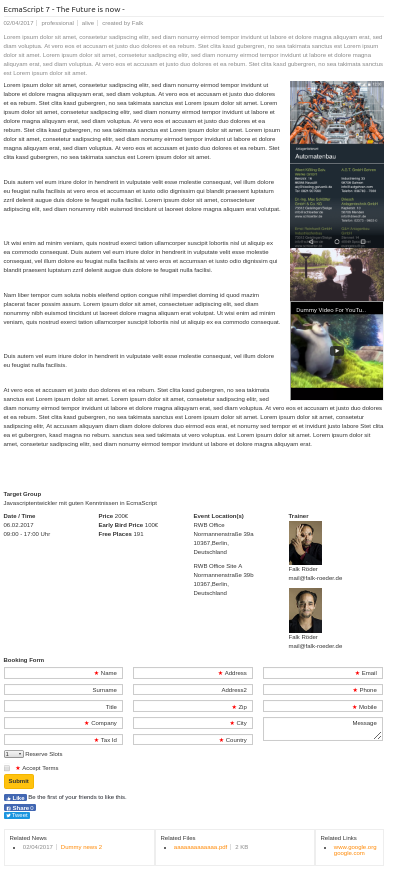 EcmaScript 7 - The Future is now -
02/04/2017 | professional | alive | created by Falk
Lorem ipsum dolor sit amet, consetetur sadipscing elitr, sed diam nonumy eirmod tempor invidunt ut labore et dolore magna aliquyam erat, sed
diam voluptua. At vero eos et accusam et justo duo dolores et ea rebum. Stet clita kasd gubergren, no sea takimata sanctus est Lorem ipsum
dolor sit amet. Lorem ipsum dolor sit amet, consetetur sadipscing elitr, sed diam nonumy eirmod tempor invidunt ut labore et dolore magna
aliquyam erat, sed diam voluptua. At vero eos et accusam et justo duo dolores et ea rebum. Stet clita kasd gubergren, no sea takimata sanctus
est Lorem ipsum dolor sit amet.
Lorem ipsum dolor sit amet, consetetur sadipscing elitr, sed diam nonumy eirmod tempor invidunt ut
labore et dolore magna aliquyam erat, sed diam voluptua. At vero eos et accusam et justo duo dolores
et ea rebum. Stet clita kasd gubergren, no sea takimata sanctus est Lorem ipsum dolor sit amet. Lorem
ipsum dolor sit amet, consetetur sadipscing elitr, sed diam nonumy eirmod tempor invidunt ut labore et
dolore magna aliquyam erat, sed diam voluptua. At vero eos et accusam et justo duo dolores et ea
rebum. Stet clita kasd gubergren, no sea takimata sanctus est Lorem ipsum dolor sit amet. Lorem ipsum
dolor sit amet, consetetur sadipscing elitr, sed diam nonumy eirmod tempor invidunt ut labore et dolore
magna aliquyam erat, sed diam voluptua. At vero eos et accusam et justo duo dolores et ea rebum. Stet
clita kasd gubergren, no sea takimata sanctus est Lorem ipsum dolor sit amet.
Automatenbau
Duis autem vel eum iriure dolor in hendrerit in vulputate velit esse molestie consequat, vel illum dolore
eu feugiat nulla facilisis at vero eros et accumsan et iusto odio dignissim qui blandit praesent luptatum
zzril delenit augue duis dolore te feugait nulla facilisi. Lorem ipsum dolor sit amet, consectetuer
adipiscing elit, sed diam nonummy nibh euismod tincidunt ut laoreet dolore magna aliquam erat volutpat.
Ut wisi enim ad minim veniam, quis nostrud exerci tation ullamcorper suscipit lobortis nisl ut aliquip ex
ea commodo consequat. Duis autem vel eum iriure dolor in hendrerit in vulputate velit esse molestie
consequat, vel illum dolore eu feugiat nulla facilisis at vero eros et accumsan et iusto odio dignissim qui
blandit praesent luptatum zzril delenit augue duis dolore te feugait nulla facilisi.
Nam liber tempor cum soluta nobis eleifend option congue nihil imperdiet doming id quod mazim
placerat facer possim assum. Lorem ipsum dolor sit amet, consectetuer adipiscing elit, sed diam
nonummy nibh euismod tincidunt ut laoreet dolore magna aliquam erat volutpat. Ut wisi enim ad minim
veniam, quis nostrud exerci tation ullamcorper suscipit lobortis nisl ut aliquip ex ea commodo consequat.
Dummy Video For YouTu..
Duis autem vel eum iriure dolor in hendrerit in vulputate velit esse molestie consequat, vel illum dolore
eu feugiat nulla facilisis.
At vero eos et accusam et justo duo dolores et ea rebum. Stet clita kasd gubergren, no sea takimata
sanctus est Lorem ipsum dolor sit amet. Lorem ipsum dolor sit amet, consetetur sadipscing elitr, sed
diam nonumy eirmod tempor invidunt ut labore et dolore magna aliquyam erat, sed diam voluptua. At vero eos et accusam et justo duo dolores
et ea rebum. Stet clita kasd gubergren, no sea takimata sanctus est Lorem ipsum dolor sit amet. Lorem ipsum dolor sit amet, consetetur
sadipscing elitr, At accusam aliquyam diam diam dolore dolores duo eirmod eos erat, et nonumy sed tempor et et invidunt justo labore Stet clita
ea et gubergren, kasd magna no rebum. sanctus sea sed takimata ut vero voluptua. est Lorem ipsum dolor sit amet. Lorem ipsum dolor sit
amet, consetetur sadipscing elitr, sed diam nonumy eirmod tempor invidunt ut labore et dolore magna aliquyam erat.
Target Group
Javascriptentwickler mit guten Kenntnissen in EcmaScript
Date / Time
06.02.2017
09:00 - 17:00 Uhr
Price 200€
Early Bird Price 100€
Free Places 191
Event Location(s)
RWB Office
Normannenstraße 39a
10367,Berlin,
Deutschland
RWB Office Site A
Normannenstraße 39b
10367,Berlin,
Deutschland
Trainer
Falk Röder
mail@falk-roeder.de
Falk Röder
mail@falk-roeder.de
Booking Form
★ Name
★ Address
★ Email
Surname
Address2
★ Phone
Title
★ Zip
★ Mobile
★ Company
★ City
Message
★ Tax Id
★ Country
1 Reserve Slots
★ Accept Terms
Submit
Like Be the first of your friends to like this.
Share 0
Tweet
Related News
02/04/2017 | Dummy news 2
Related Files
| 2 KB
Related Links
www.google.org
google.com